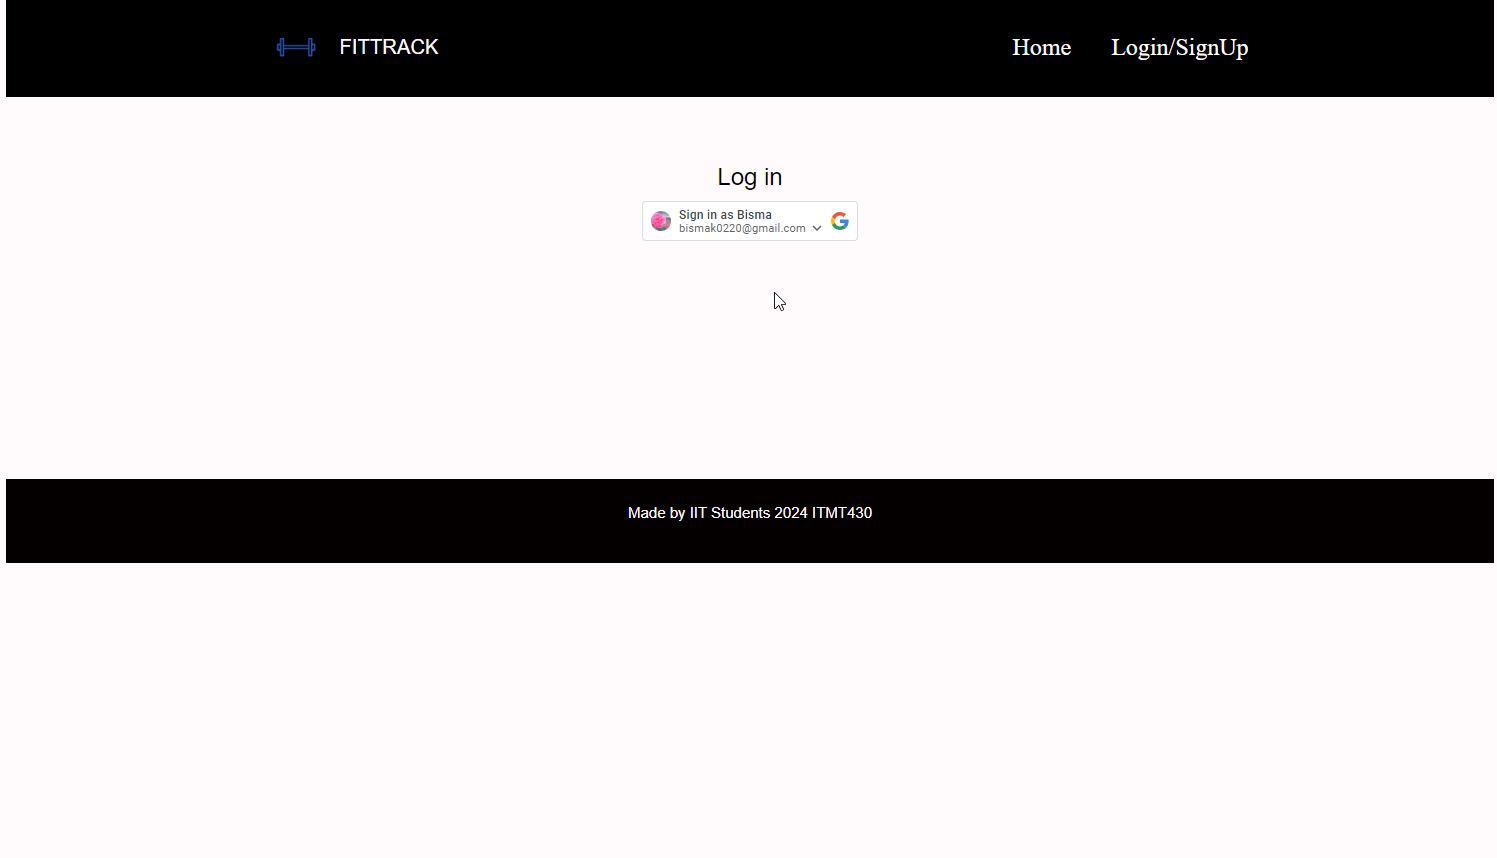 FITTRACK
Home
Login/SignUp
Log in
Sign in as Bisma
bismak0220@gmail.com
Made by IIT Students 2024 ITMT430